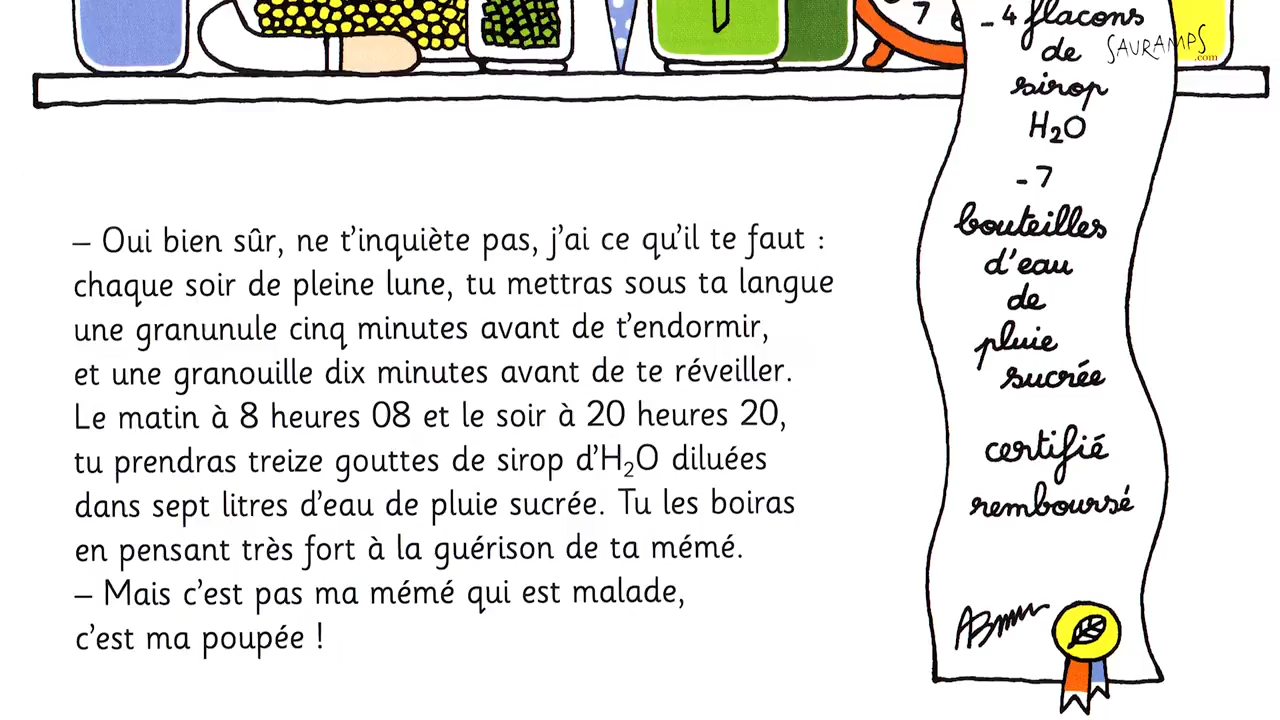 7
- 4 flacons
de
sirop
H₂O
- 7
bouteilles
d'eau
de
pluie
sucrée
certifié
remboursé
SAURAMPS
.com
– Oui bien sûr, ne t'inquiète pas, j'ai ce qu'il te faut :
chaque soir de pleine lune, tu mettras sous ta langue
une granunule cinq minutes avant de t'endormir,
et une granouille dix minutes avant de te réveiller.
Le matin à 8 heures 08 et le soir à 20 heures 20,
tu prendras treize gouttes de sirop d'H₂O diluées
dans sept litres d'eau de pluie sucrée. Tu les boiras
en pensant très fort à la guérison de ta mémé.
– Mais c'est pas ma mémé qui est malade,
c'est ma poupée !